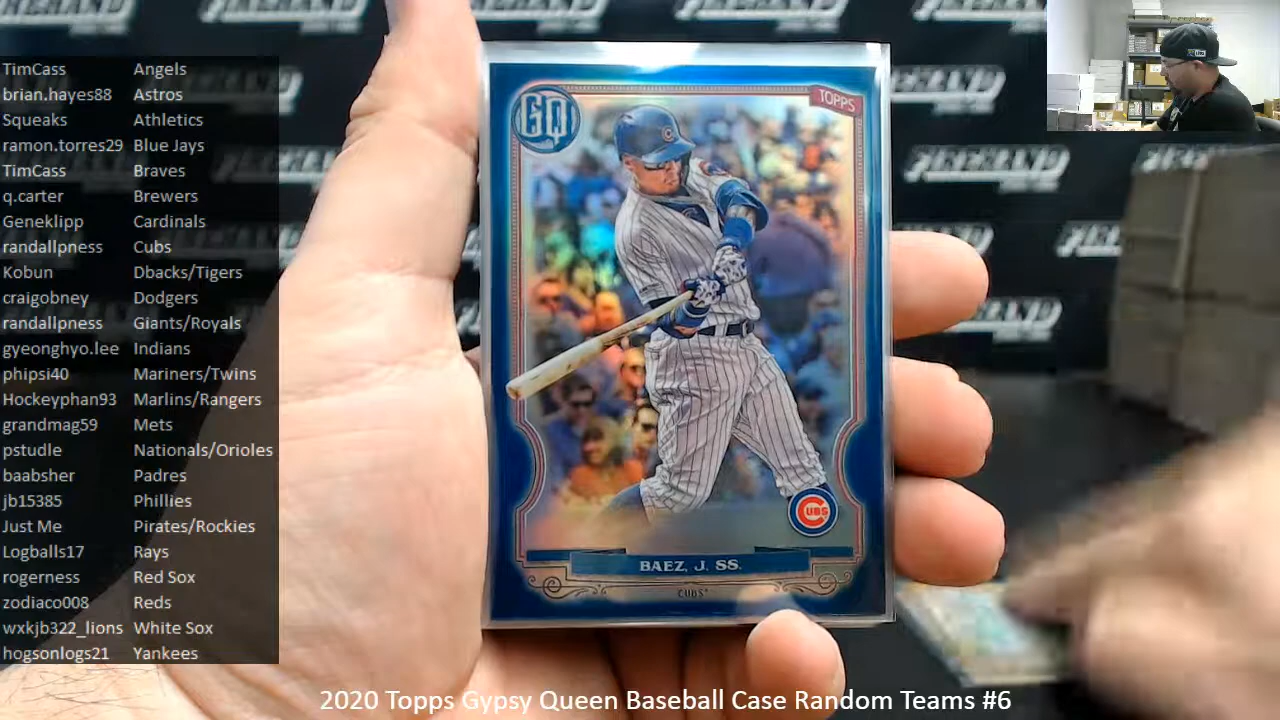 TimCass Angels
brian.hayes88 Astros
Squeaks Athletics
ramon.torres29 Blue Jays
TimCass Braves
q.carter Brewers
Geneklipp Cardinals
randallpness Cubs
Kobun Dbacks/Tigers
craigobney Dodgers
randallpness Giants/Royals
gyeonghyo.lee Indians
phipsi40 Mariners/Twins
Hockeyphan93 Marlins/Rangers
grandmag59 Mets
pstudle Nationals/Orioles
baabsher Padres
jb15385 Phillies
Just Me Pirates/Rockies
Logballs17 Rays
rogerness Red Sox
zodiaco008 Reds
wxkjb322_lions White Sox
hogsonlogs21 Yankees
GQ
TOPPS
CUBS
BAEZ, J. SS.
CUBS
2020 Topps Gypsy Queen Baseball Case Random Teams #6